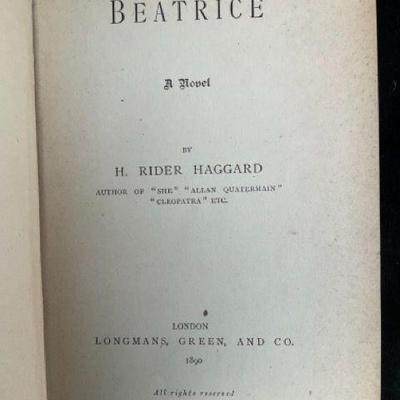 BEATRICE
A Novel
BY
H. RIDER HAGGARD
AUTHOR OF "SHE" "ALLAN QUATERMAIN"
"CLEOPATRA" ETC.
LONDON
LONGMANS, GREEN, AND CO.
1890
All rights reserved